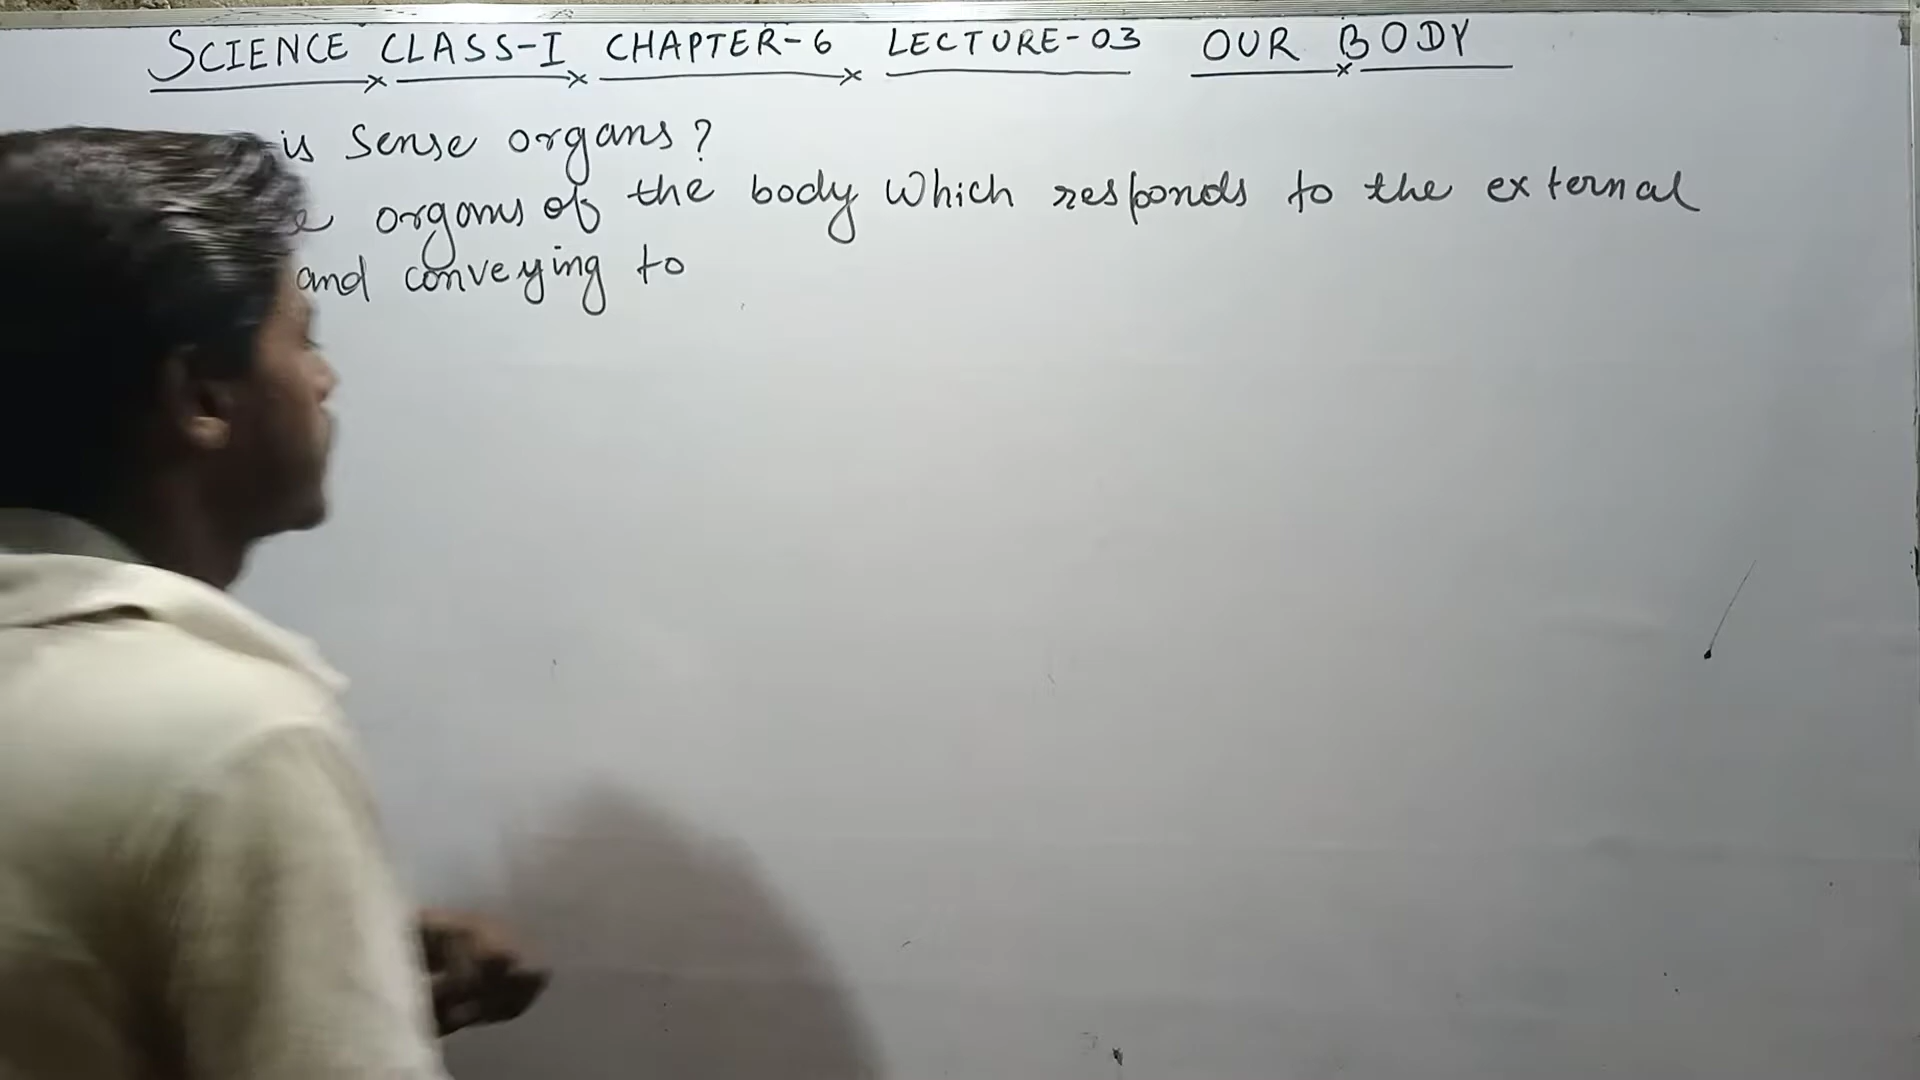 SCIENCE CLASS-I CHAPTER-6 LECTURE-03 OUR BODY
is Sense organs?
organs of the body which responds to the external
and conveying to